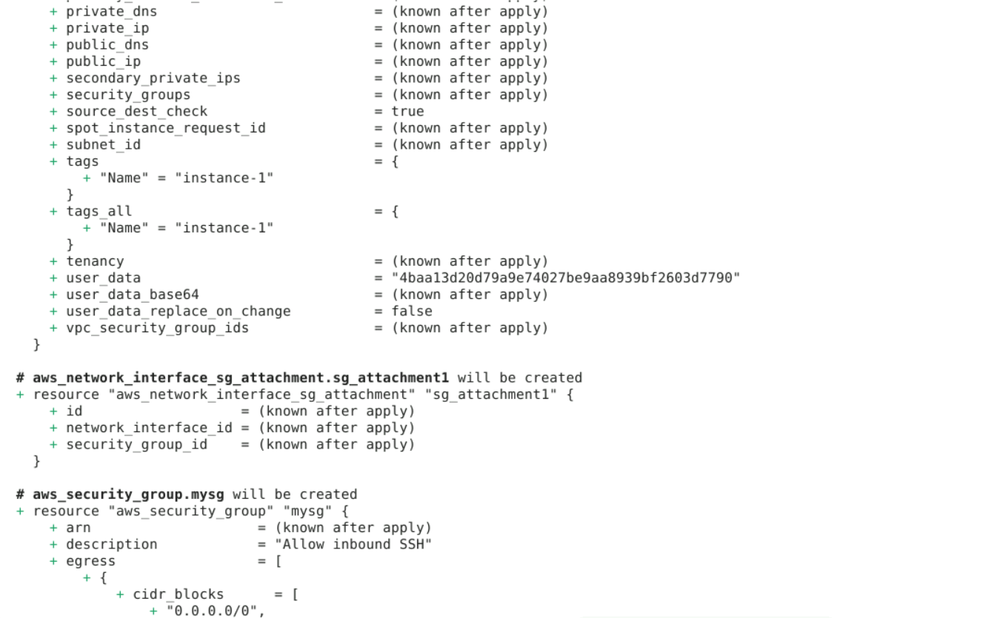 + private_dns = (known after apply)
+ private_ip = (known after apply)
+ public_dns = (known after apply)
+ public_ip = (known after apply)
+ secondary_private_ips = (known after apply)
+ security_groups = (known after apply)
+ source_dest_check = true
+ spot_instance_request_id = (known after apply)
+ subnet_id = (known after apply)
+ tags = {
+ "Name" = "instance-1"
}
+ tags_all = {
+ "Name" = "instance-1"
}
+ tenancy = (known after apply)
+ user_data = "4baa13d20d79a9e74027be9aa8939bf2603d7790"
+ user_data_base64 = (known after apply)
+ user_data_replace_on_change = false
+ vpc_security_group_ids = (known after apply)
}
# aws_network_interface_sg_attachment.sg_attachment1 will be created
+ resource "aws_network_interface_sg_attachment" "sg_attachment1" {
+ id = (known after apply)
+ network_interface_id = (known after apply)
+ security_group_id = (known after apply)
}
# aws_security_group.mysg will be created
+ resource "aws_security_group" "mysg" {
+ arn = (known after apply)
+ description = "Allow inbound SSH"
+ egress = [
+ {
+ cidr_blocks = [
+ "0.0.0.0/0",